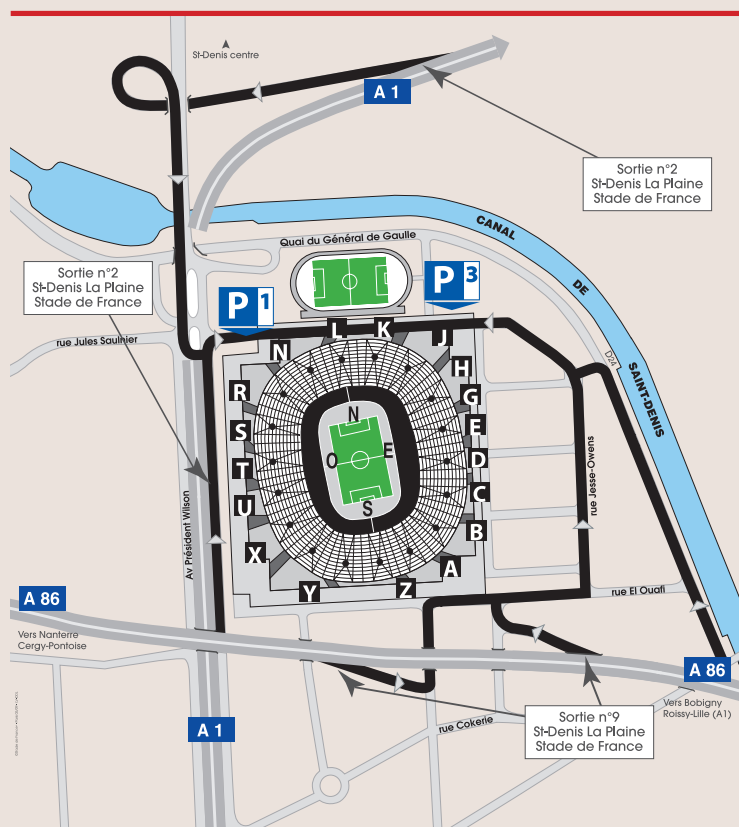 St-Denis centre
A 1
Sortie n°2
St-Denis La Plaine
Stade de France
CANAL
DE
SAINT-DENIS
Quai du Général de Gaulle
Sortie n°2
St-Denis La Plaine
Stade de France
P 1
P 3
rue Jules Saulnier
D24
L
K
J
N
H
R
G
S
E
T
D
U
C
X
B
Y
Z
A
N
O
E
S
rue Jesse-Owens
Av Président Wilson
A 86
Vers Nanterre
Cergy-Pontoise
rue El Ouafi
A 86
Vers Bobigny
Roissy-Lille (A1)
A 1
rue Cokerie
Sortie n°9
St-Denis La Plaine
Stade de France